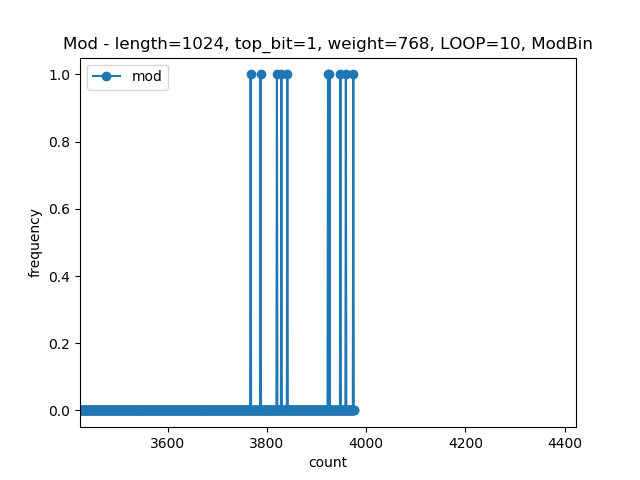 Mod - length=1024, top_bit=1, weight=768, LOOP=10, ModBin
mod
1.0
0.8
0.6
0.4
0.2
0.0
frequency
3600 3800 4000 4200 4400
count